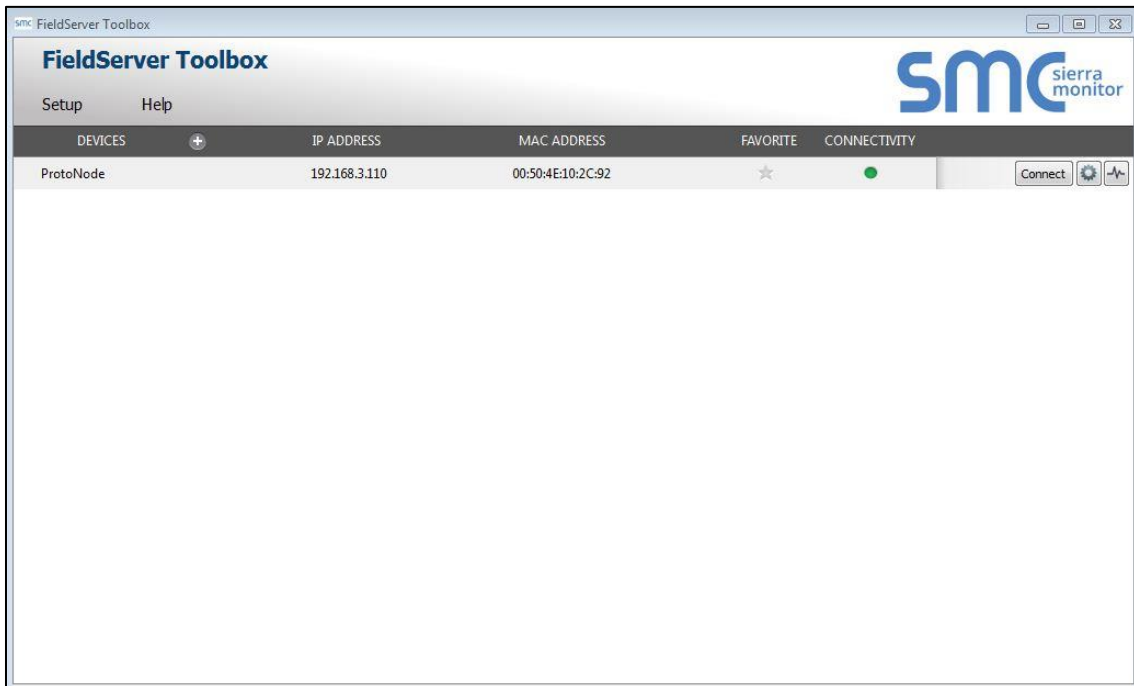 smc FieldServer Toolbox
FieldServer Toolbox
smc sierra monitor
Setup Help
DEVICES IP ADDRESS MAC ADDRESS FAVORITE CONNECTIVITY
ProtoNode 192.168.3.110 00:50:4E:10:2C:92 Connect